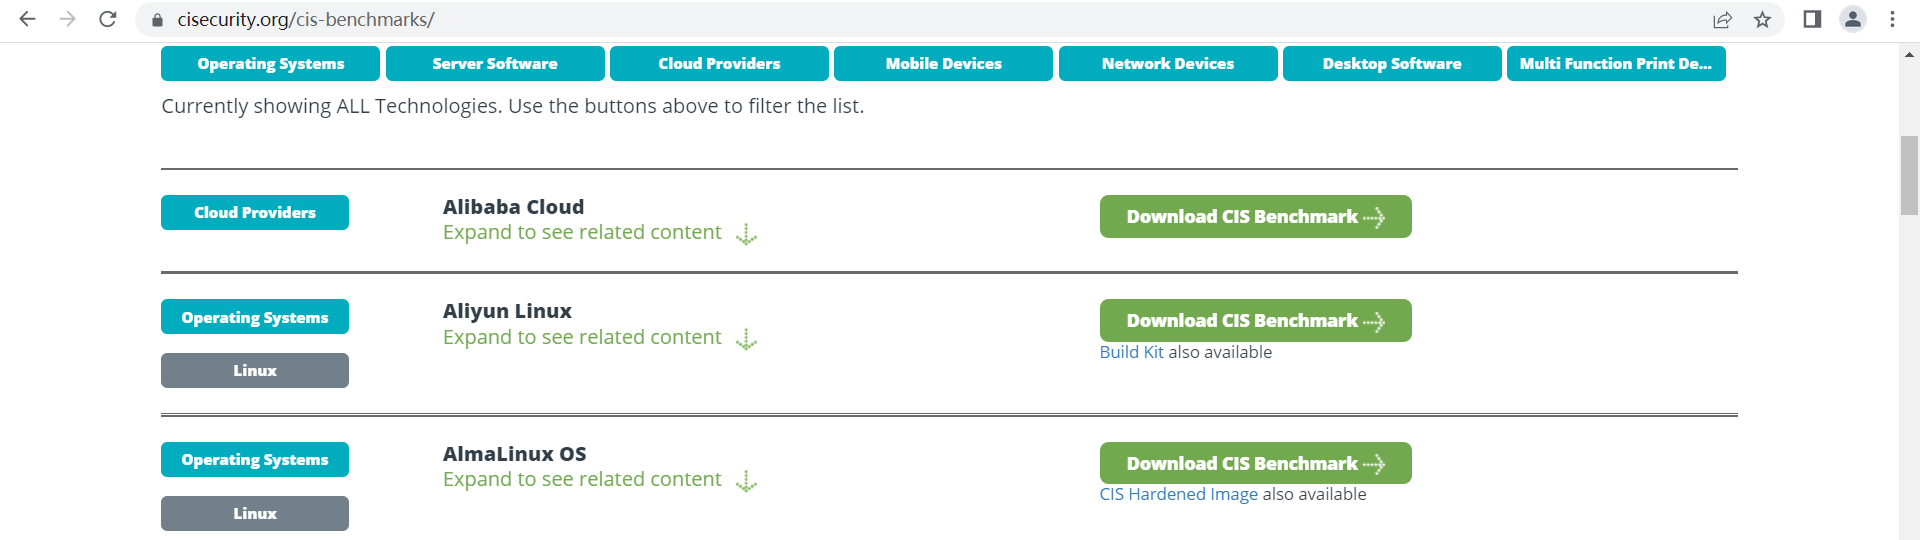 cisecurity.org/cis-benchmarks/
Operating Systems
Server Software
Cloud Providers
Mobile Devices
Network Devices
Desktop Software
Multi Function Print De...
Currently showing ALL Technologies. Use the buttons above to filter the list.
Cloud Providers
Alibaba Cloud
Expand to see related content
Download CIS Benchmark
Operating Systems
Linux
Aliyun Linux
Expand to see related content
Download CIS Benchmark
Build Kit also available
Operating Systems
Linux
AlmaLinux OS
Expand to see related content
Download CIS Benchmark
CIS Hardened Image also available